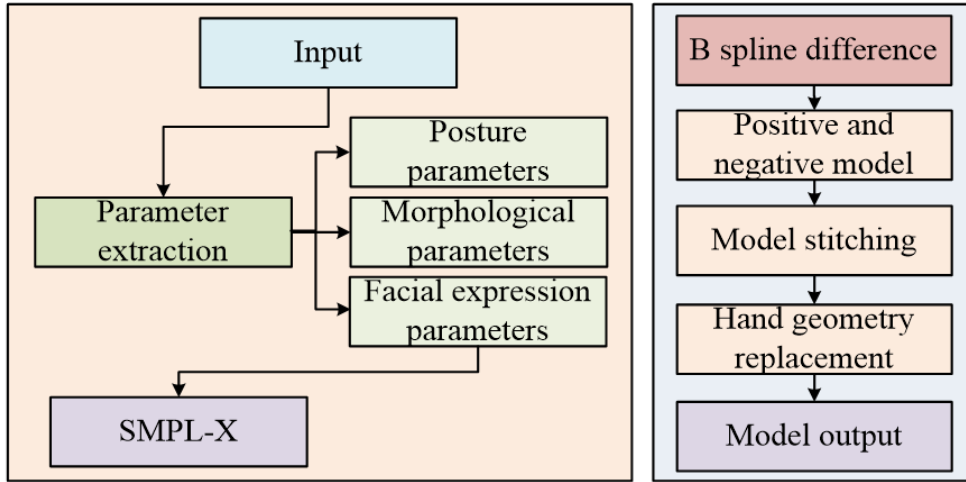 Input
Posture
parameters
Parameter
extraction
Morphological
parameters
Facial expression
parameters
SMPL-X
B spline difference
Positive and
negative model
Model stitching
Hand geometry
replacement
Model output